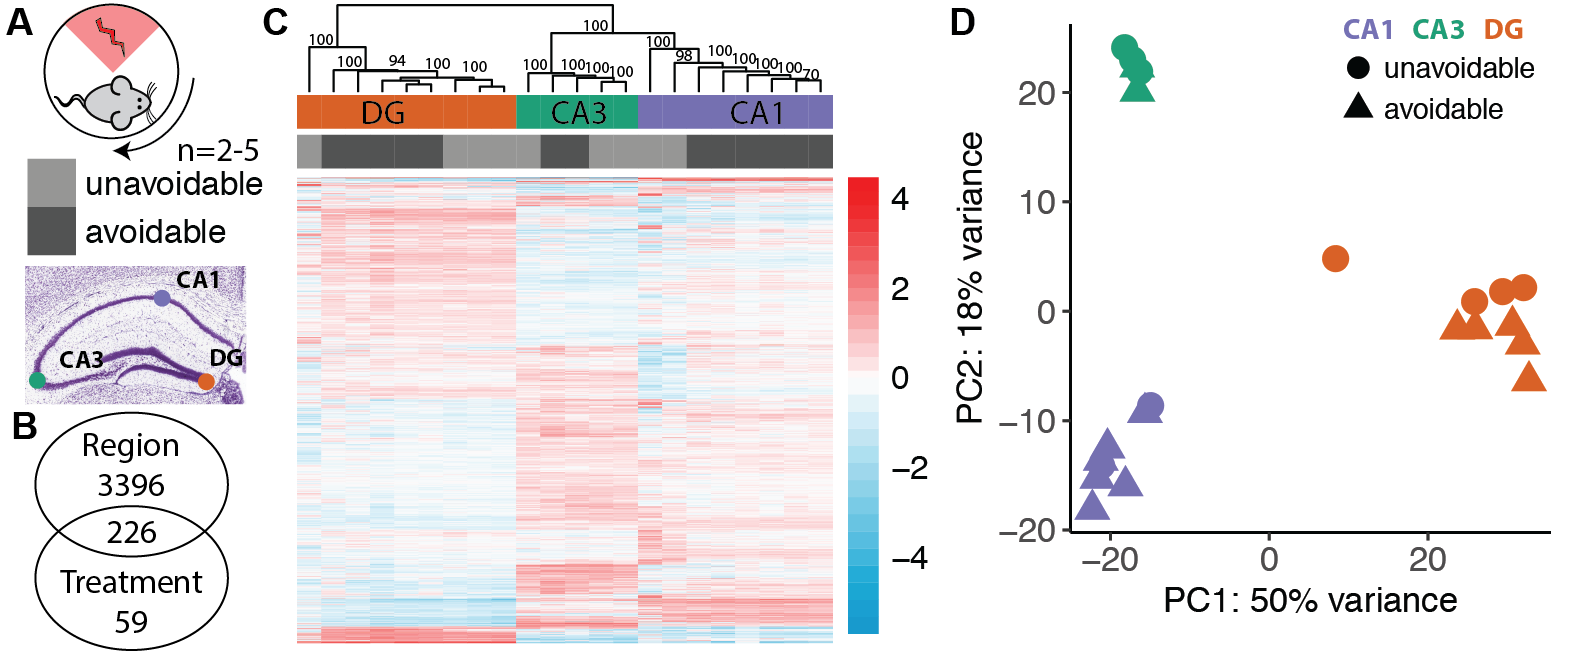 A
n=2-5
unavoidable
avoidable
CA1
CA3
DG
B
Region
3396
226
Treatment
59
C
100
100
100
94
100
100
100
100
100
100
100
100
98
100
100
100
100
70
DG
CA3
CA1
4
2
0
−2
−4
D
CA1 CA3 DG
unavoidable
avoidable
20
10
0
−10
−20
−20 0 20
PC2: 18% variance
PC1: 50% variance